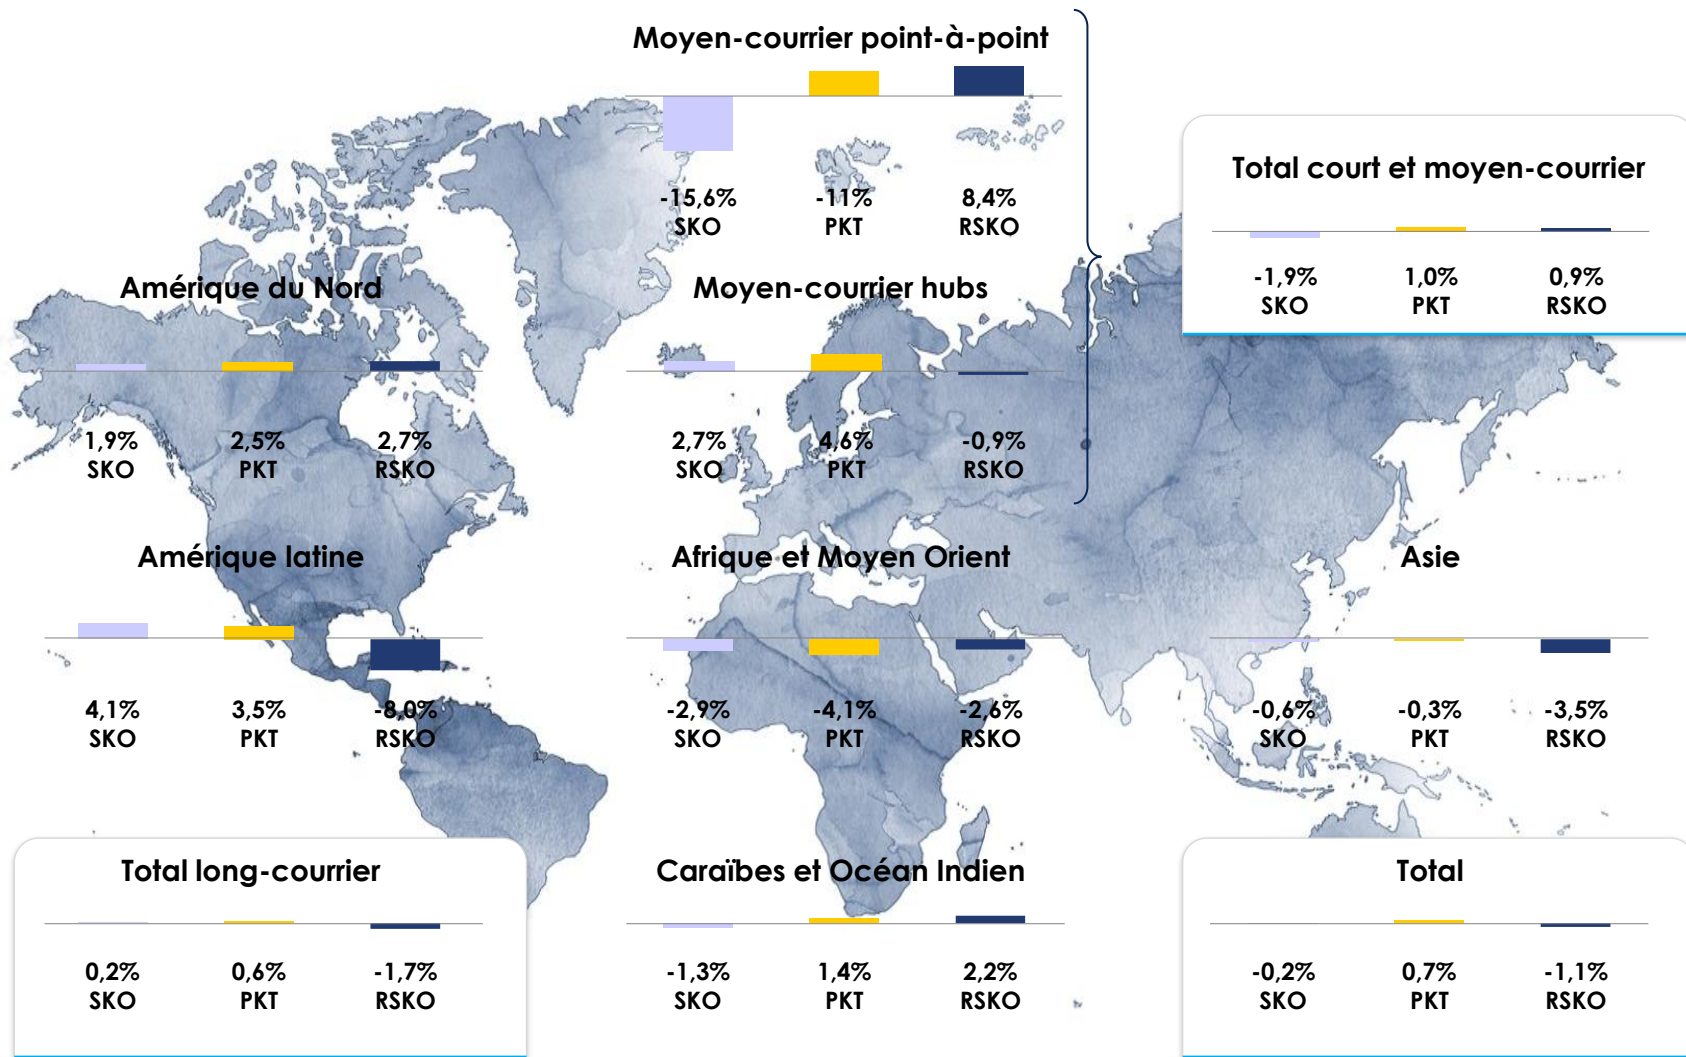 Moyen-courrier point-à-point
-15,6% -11% 8,4%
SKO PKT RSKO
Total court et moyen-courrier
-1,9% 1,0% 0,9%
SKO PKT RSKO
Amérique du Nord
1,9% 2,5% 2,7%
SKO PKT RSKO
Moyen-courrier hubs
2,7% 4,6% -0,9%
SKO PKT RSKO
Amérique latine
4,1% 3,5% -8,0%
SKO PKT RSKO
Afrique et Moyen Orient
-2,9% -4,1% -2,6%
SKO PKT RSKO
Asie
-0,6% -0,3% -3,5%
SKO PKT RSKO
Total long-courrier
0,2% 0,6% -1,7%
SKO PKT RSKO
Caraïbes et Océan Indien
-1,3% 1,4% 2,2%
SKO PKT RSKO
Total
-0,2% 0,7% -1,1%
SKO PKT RSKO